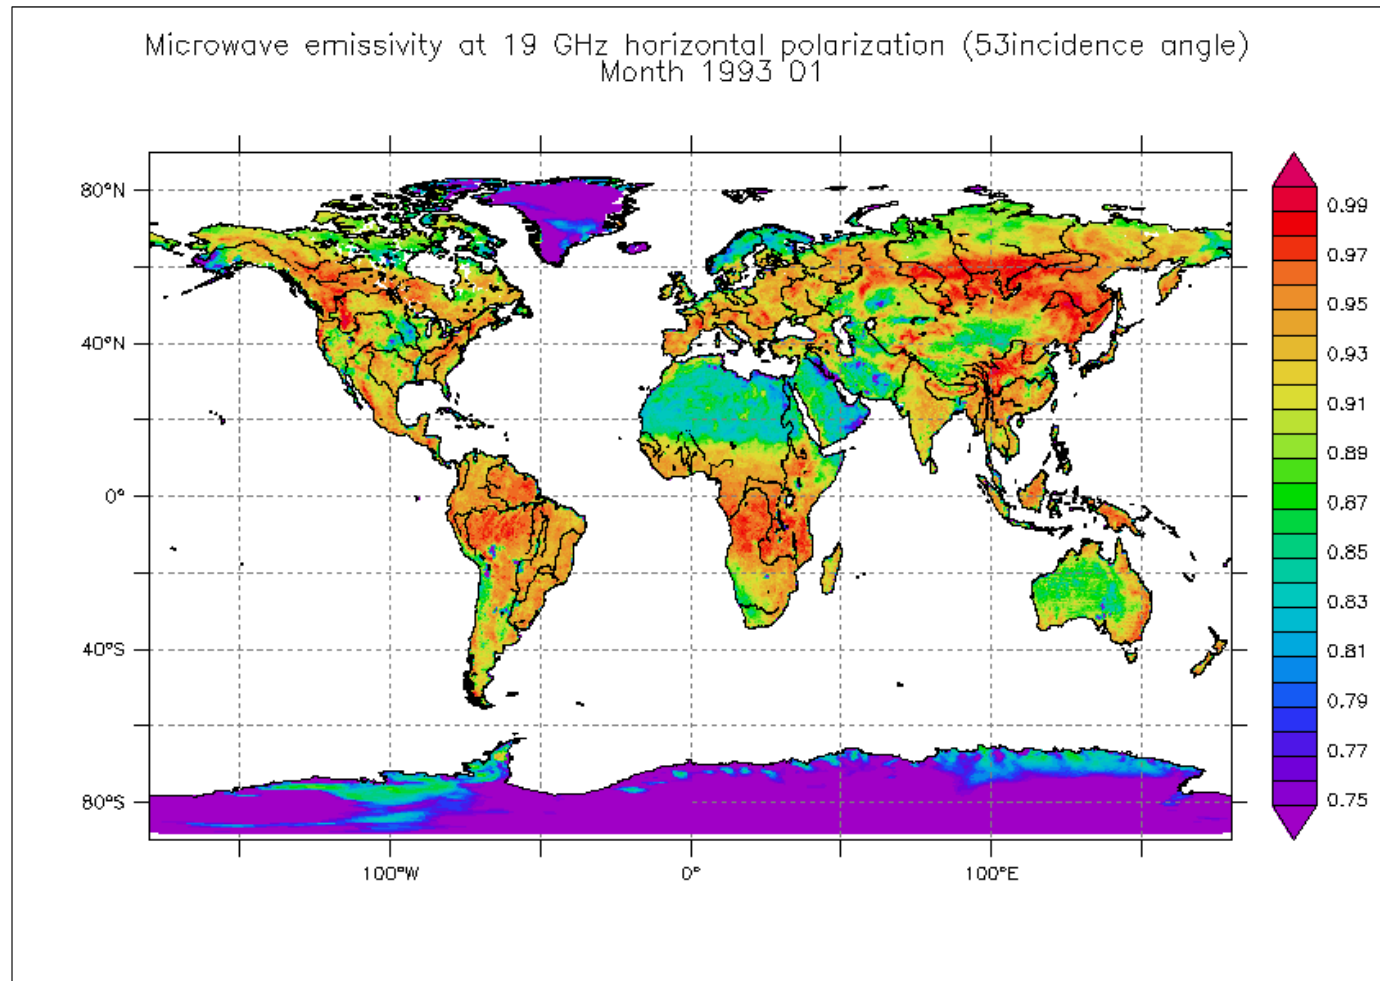 Microwave emissivity at 19 GHz horizontal polarization (53incidence angle)
Month 1993 01
80°N
40°N
0°
40°S
80°S
100°W
0°
100°E
0.99
0.97
0.95
0.93
0.91
0.89
0.87
0.85
0.83
0.81
0.79
0.77
0.75